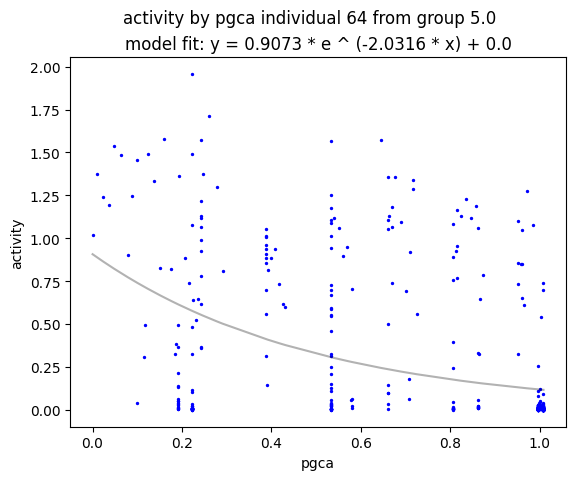 activity by pgca individual 64 from group 5.0
model fit: y = 0.9073 * e ^ (-2.0316 * x) + 0.0
2.00
1.75
1.50
1.25
1.00
0.75
0.50
0.25
0.00
activity
0.0 0.2 0.4 0.6 0.8 1.0
pgca